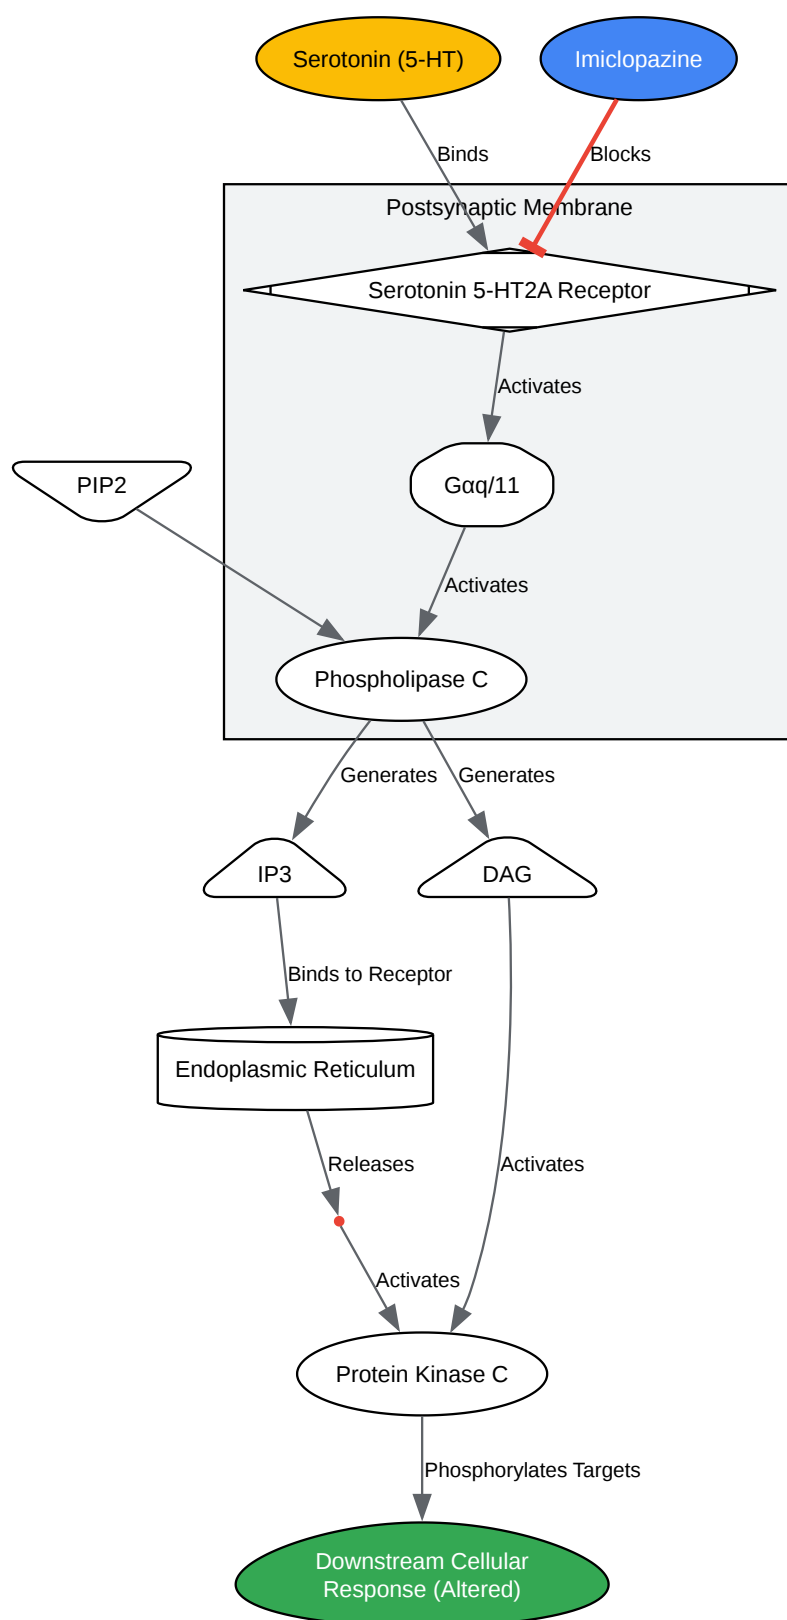 Serotonin (5-HT)
Imiclopazine
Binds
Blocks
Postsynaptic Membrane
Serotonin 5-HT2A Receptor
Activates
PIP2
Gαq/11
Activates
Phospholipase C
Generates
Generates
IP3
DAG
Binds to Receptor
Endoplasmic Reticulum
Releases
Activates
Activates
Protein Kinase C
Phosphorylates Targets
Downstream Cellular
Response (Altered)